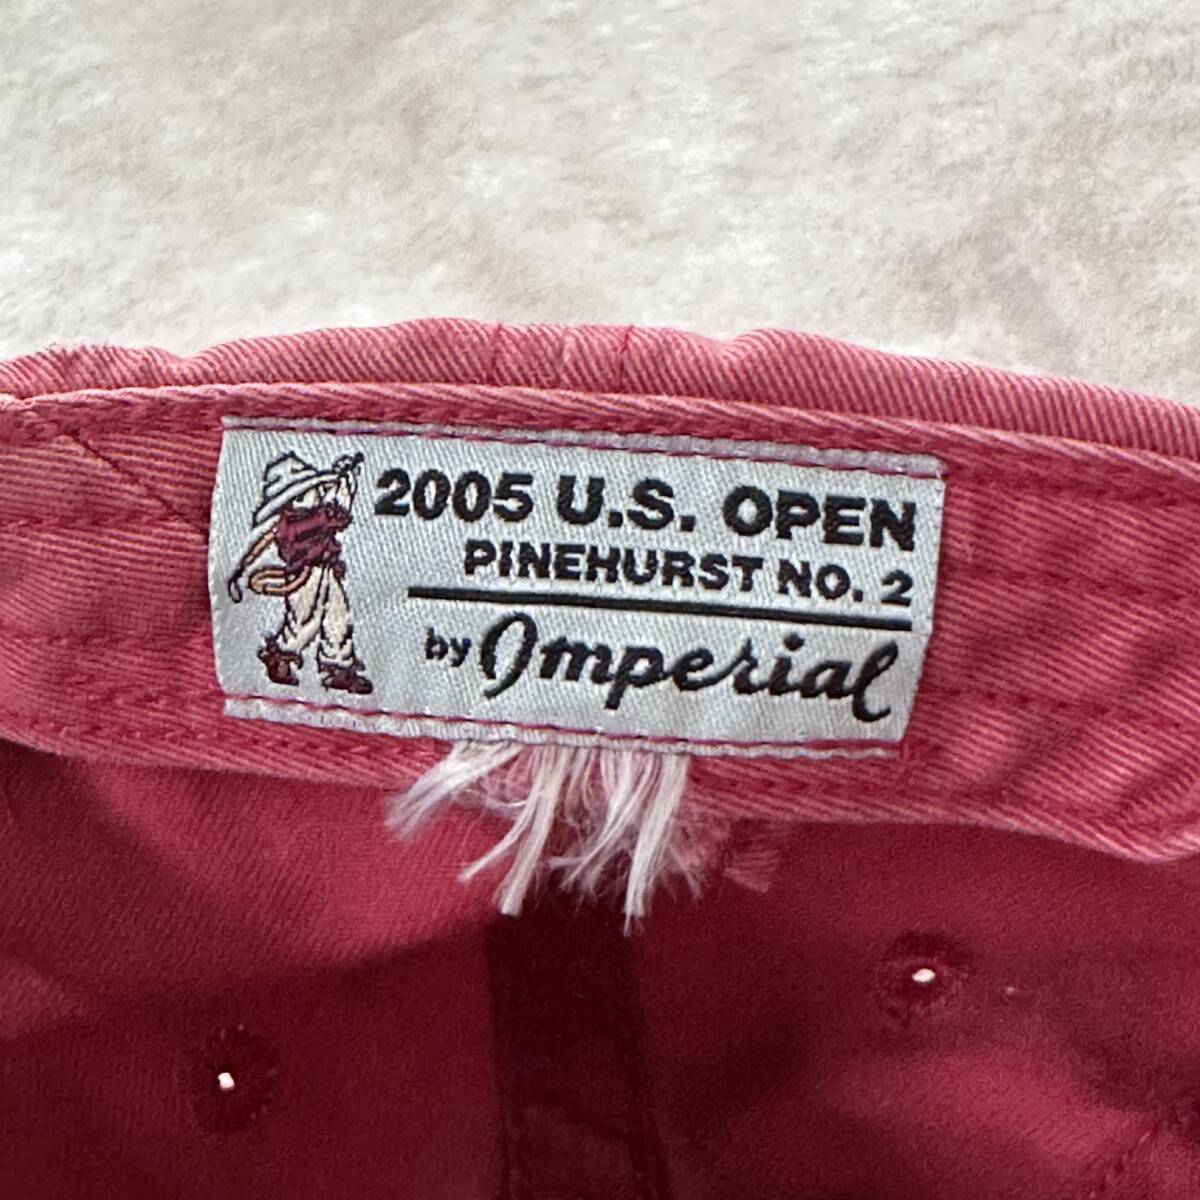 2005 U.S. OPEN
PINEHURST NO. 2
by Imperial